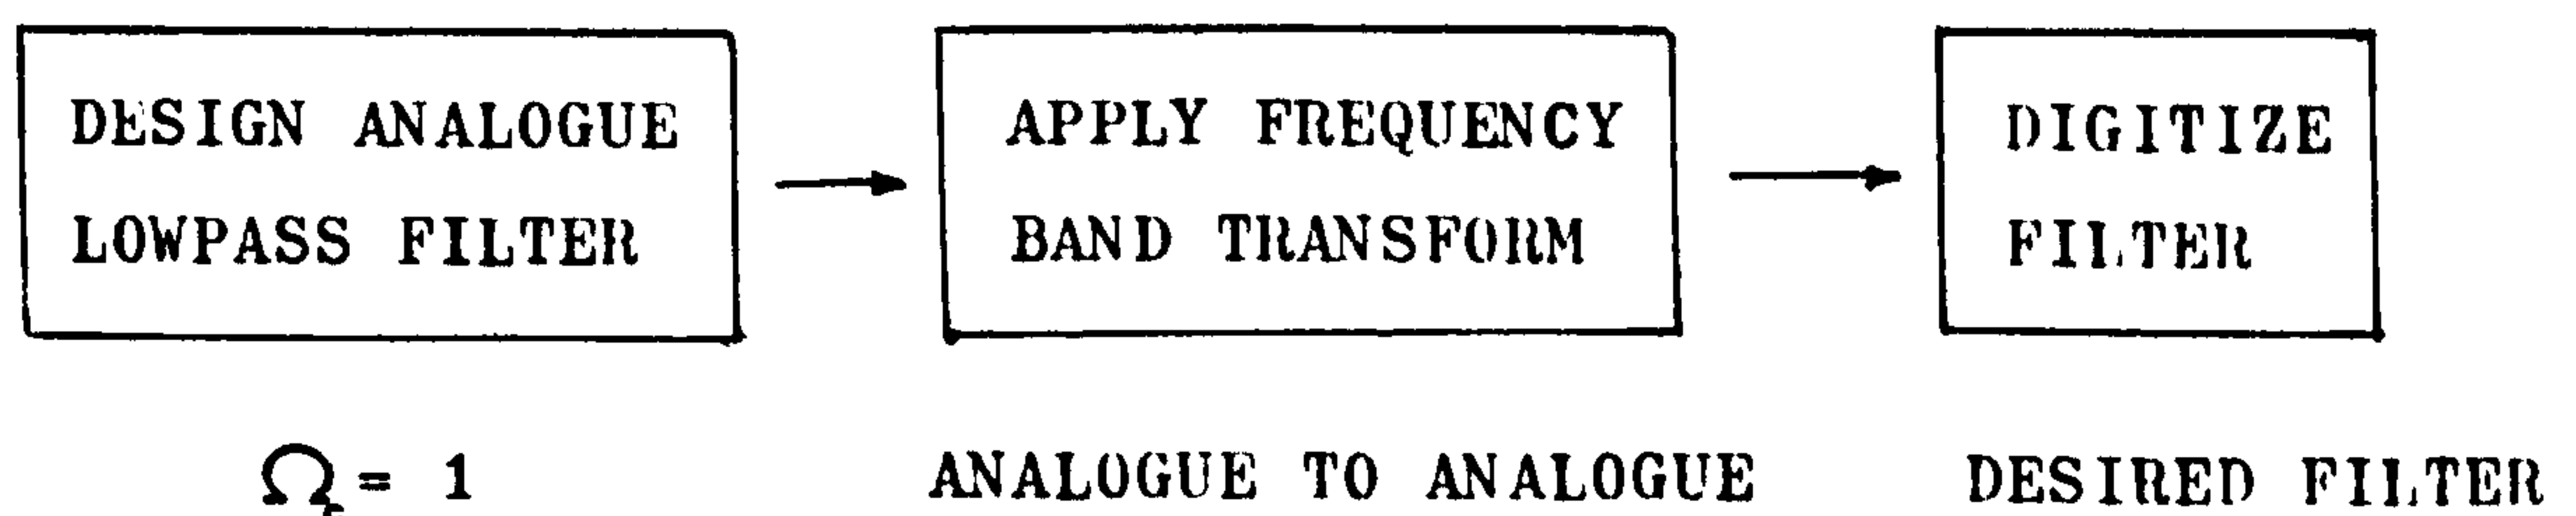 DESIGN ANALOGUE
LOWPASS FILTER
APPLY FREQUENCY
BAND TRANSFORM
DIGITIZE
FILTER
Ω = 1
ANALOGUE TO ANALOGUE
DESIRED FILTER